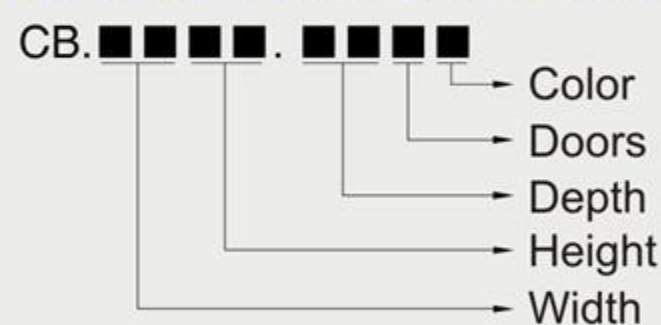 CB.■■■■.■■■■
Color
Doors
Depth
Height
Width